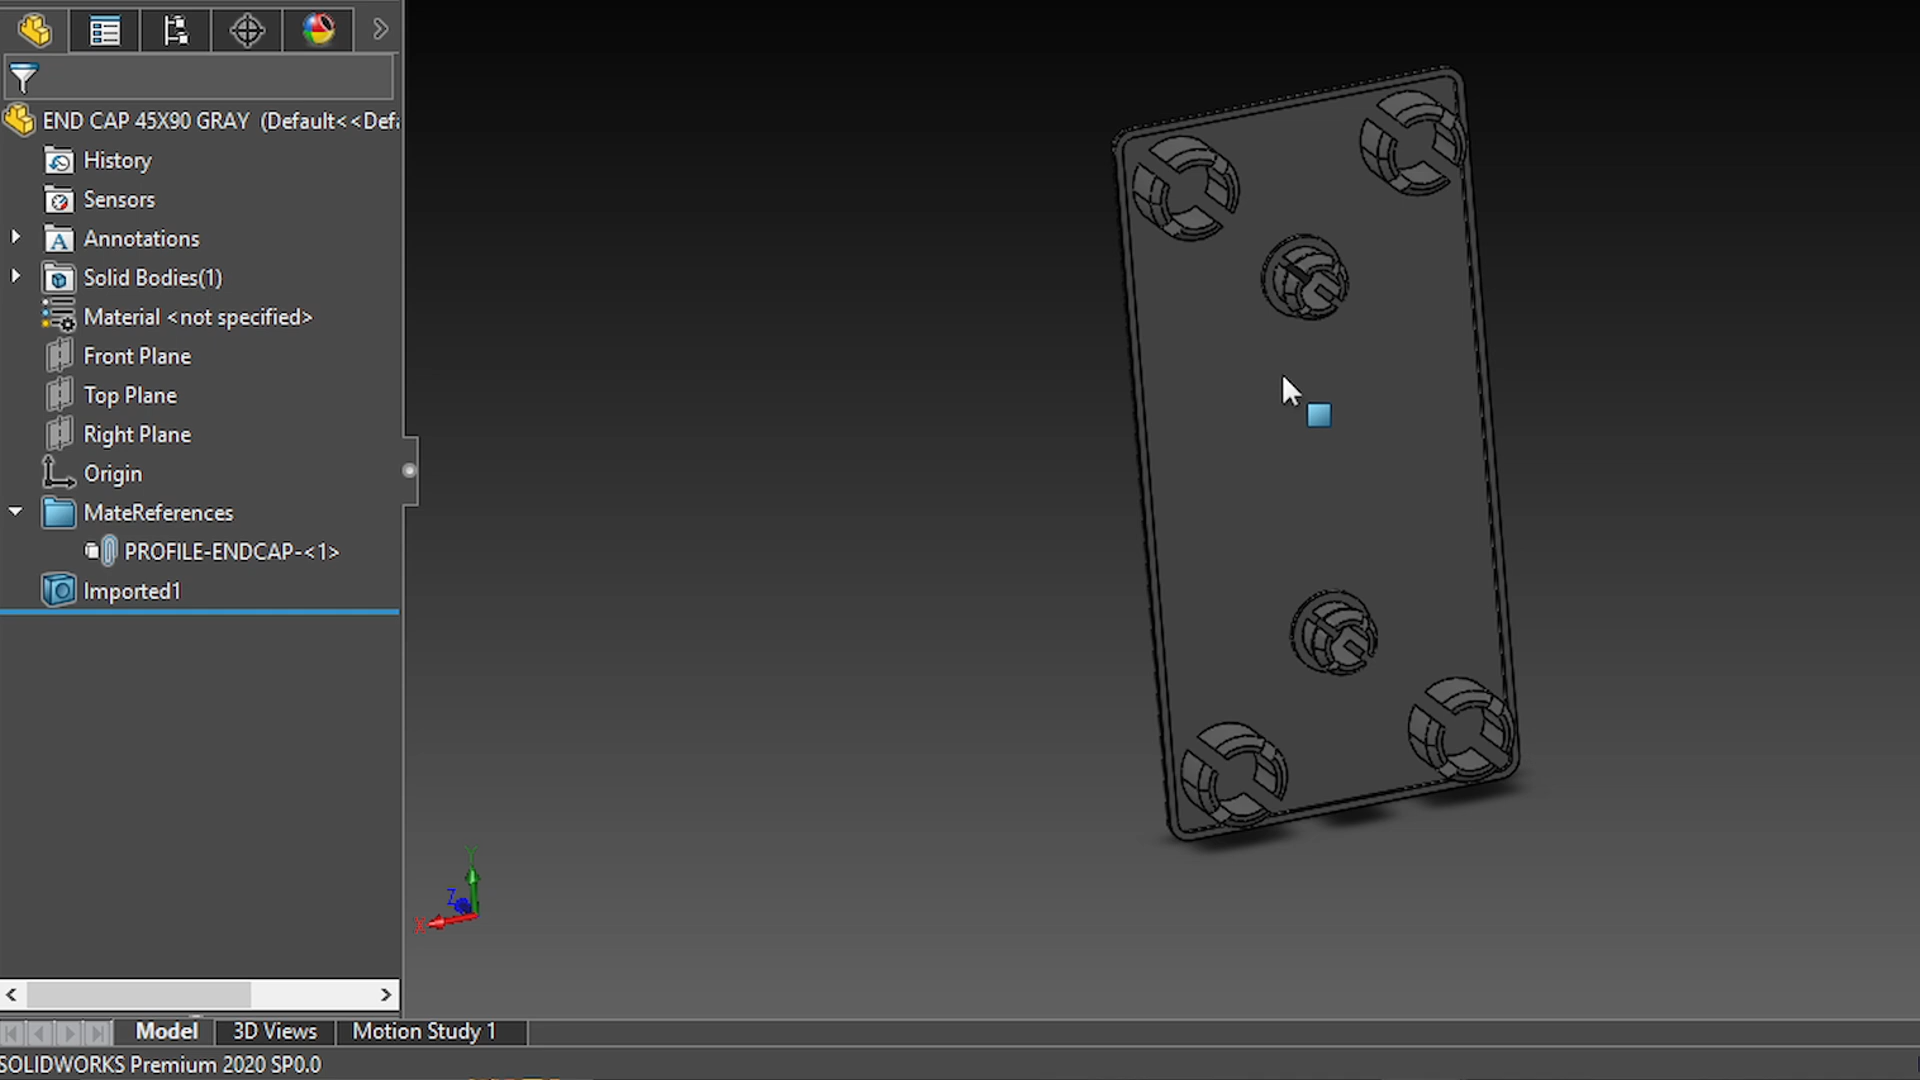 END CAP 45X90 GRAY (Default<<Defa
History
Sensors
Annotations
Solid Bodies(1)
Material <not specified>
Front Plane
Top Plane
Right Plane
Origin
MateReferences
PROFILE-ENDCAP-<1>
Imported1
Y
Z
X
Model 3D Views Motion Study 1
SOLIDWORKS Premium 2020 SP0.0